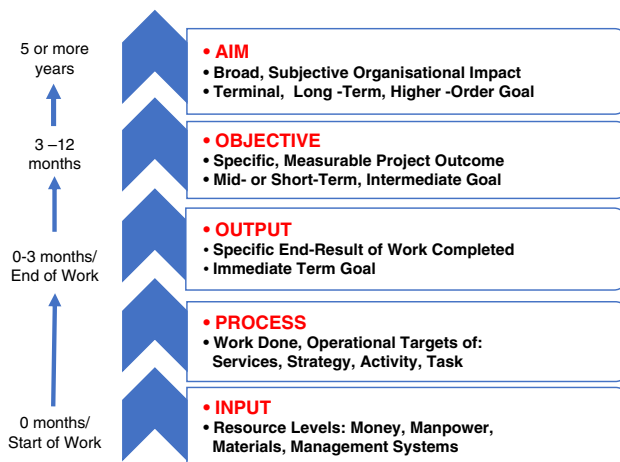 5 or more
years
• AIM
• Broad, Subjective Organisational Impact
• Terminal, Long -Term, Higher -Order Goal
3 –12
months
• OBJECTIVE
• Specific, Measurable Project Outcome
• Mid- or Short-Term, Intermediate Goal
0-3 months/
End of Work
• OUTPUT
• Specific End-Result of Work Completed
• Immediate Term Goal
• PROCESS
• Work Done, Operational Targets of:
Services, Strategy, Activity, Task
0 months/
Start of Work
• INPUT
• Resource Levels: Money, Manpower,
Materials, Management Systems